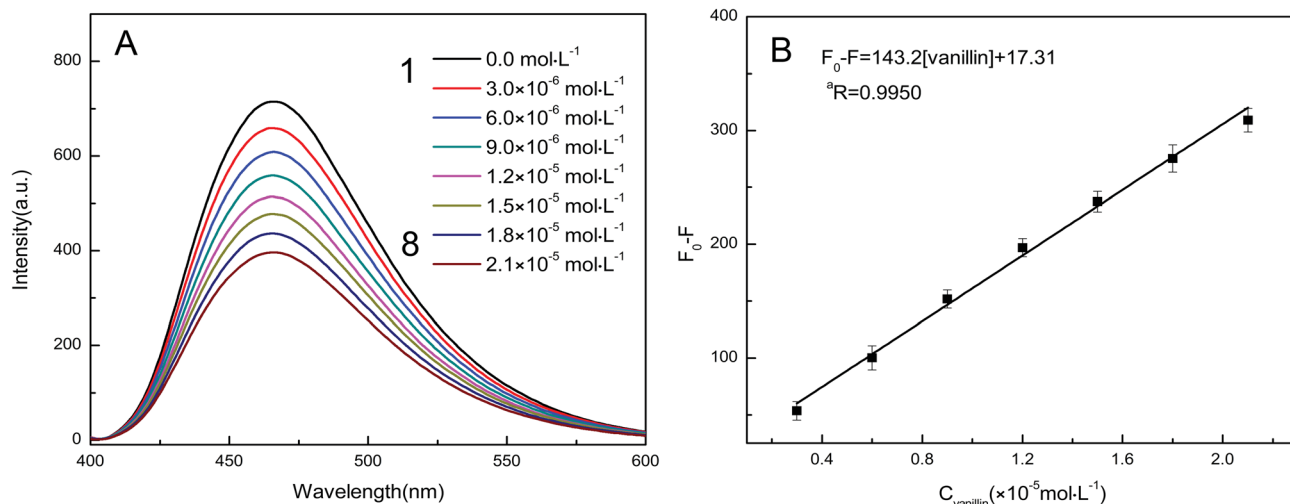 A
1
0.0 mol·L⁻¹
3.0×10⁻⁶ mol·L⁻¹
6.0×10⁻⁶ mol·L⁻¹
9.0×10⁻⁶ mol·L⁻¹
1.2×10⁻⁵ mol·L⁻¹
1.5×10⁻⁵ mol·L⁻¹
8
1.8×10⁻⁵ mol·L⁻¹
2.1×10⁻⁵ mol·L⁻¹
Intensity(a.u.)
800
600
400
200
0
400
450
500
550
600
Wavelength(nm)
B
F₀-F=143.2[vanillin]+17.31
ᵃR=0.9950
F₀-F
400
300
200
100
0.4
0.8
1.2
1.6
2.0
C_vanillin(×10⁻⁵mol·L⁻¹)